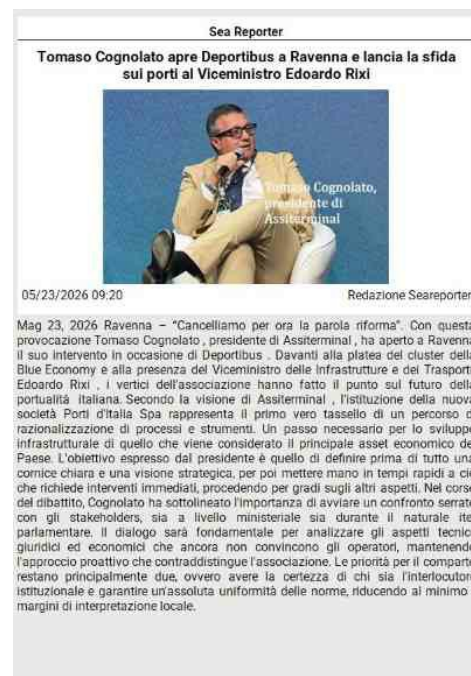 Sea Reporter
Tomaso Cognolato apre Deportibus a Ravenna e lancia la sfida
sui porti al Viceministro Edoardo Rixi
Tomaso Cognolato,
presidente di
Assiterminal
05/23/2026 09:20
Redazione Seareporter
Mag 23, 2026 Ravenna – “Cancelliamo per ora la parola riforma”. Con questa
provocazione Tomaso Cognolato , presidente di Assiterminal , ha aperto a Ravenna
il suo intervento in occasione di Deportibus . Davanti alla platea del cluster della
Blue Economy e alla presenza del Viceministro delle Infrastrutture e dei Trasporti
Edoardo Rixi , i vertici dell'associazione hanno fatto il punto sul futuro della
portualità italiana. Secondo la visione di Assiterminal , l'istituzione della nuova
società Porti d'Italia Spa rappresenta il primo vero tassello di un percorso d
razionalizzazione di processi e strumenti. Un passo necessario per lo sviluppo
infrastrutturale di quello che viene considerato il principale asset economico de
Paese. L'obiettivo espresso dal presidente è quello di definire prima di tutto una
cornice chiara e una visione strategica, per poi mettere mano in tempi rapidi a ciò
che richiede interventi immediati, procedendo per gradi sugli altri aspetti. Nel corso
del dibattito, Cognolato ha sottolineato l'importanza di avviare un confronto serrato
con gli stakeholders, sia a livello ministeriale sia durante il naturale ite
parlamentare. Il dialogo sarà fondamentale per analizzare gli aspetti tecnic
giuridici ed economici che ancora non convincono gli operatori, mantenendo
l'approccio proattivo che contraddistingue l'associazione. Le priorità per il comparto
restano principalmente due, ovvero avere la certezza di chi sia l'interlocutore
istituzionale e garantire un'assoluta uniformità delle norme, riducendo al minimo i
margini di interpretazione locale.